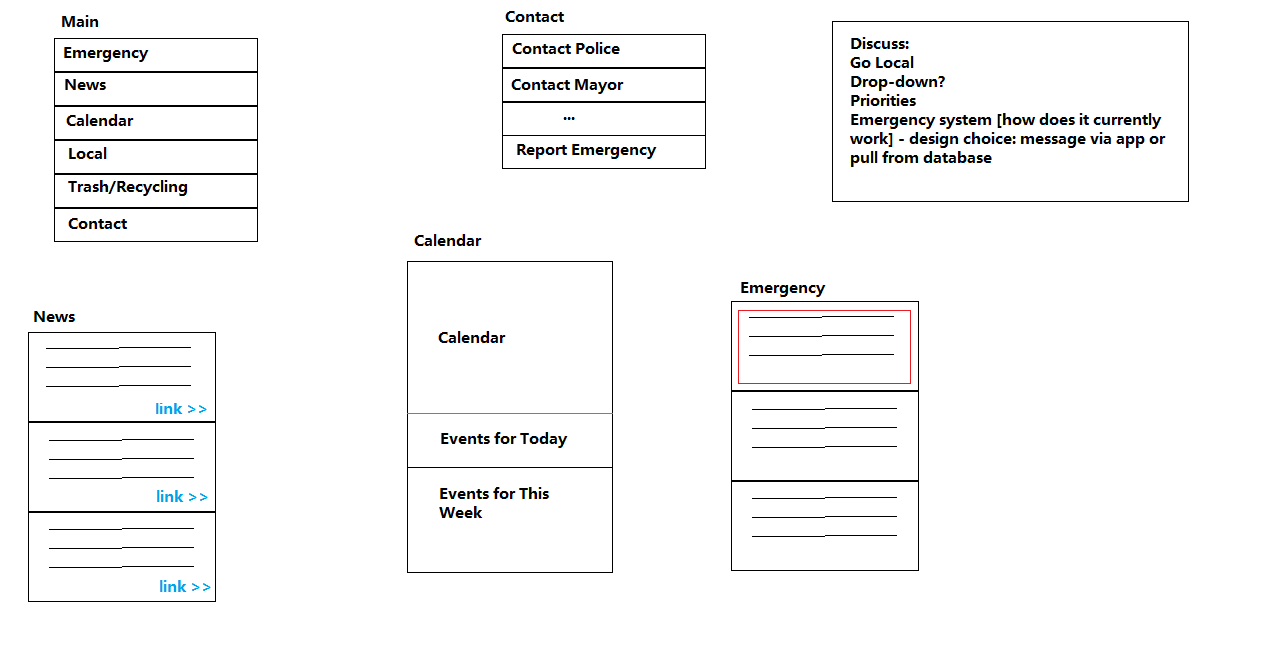 Main
Emergency
News
Calendar
Local
Trash/Recycling
Contact
Contact
Contact Police
Contact Mayor
...
Report Emergency
Discuss:
Go Local
Drop-down?
Priorities
Emergency system [how does it currently
work] - design choice: message via app or
pull from database
News
link >>
link >>
link >>
Calendar
Calendar
Events for Today
Events for This
Week
Emergency